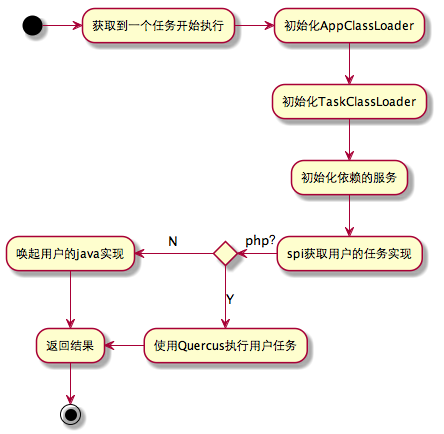 获取到一个任务开始执行
初始化AppClassLoader
初始化TaskClassLoader
初始化依赖的服务
spi获取用户的任务实现
php?
N
唤起用户的java实现
Y
使用Quercus执行用户任务
返回结果